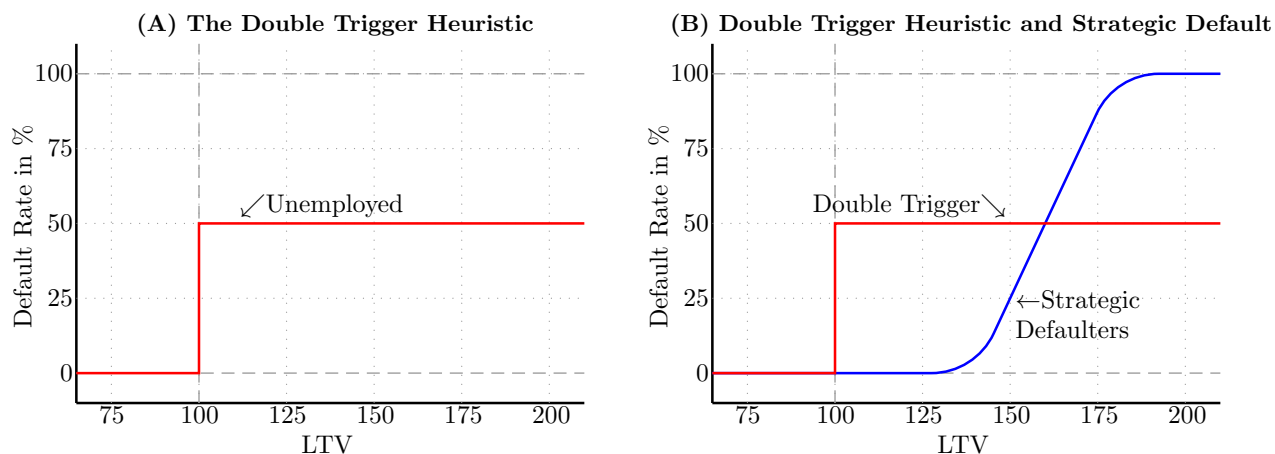 (A) The Double Trigger Heuristic
Default Rate in %
100
75
50
25
0
↙Unemployed
75 100 125 150 175 200
LTV
(B) Double Trigger Heuristic and Strategic Default
Default Rate in %
100
75
50
25
0
Double Trigger↘
←Strategic
Defaulters
75 100 125 150 175 200
LTV